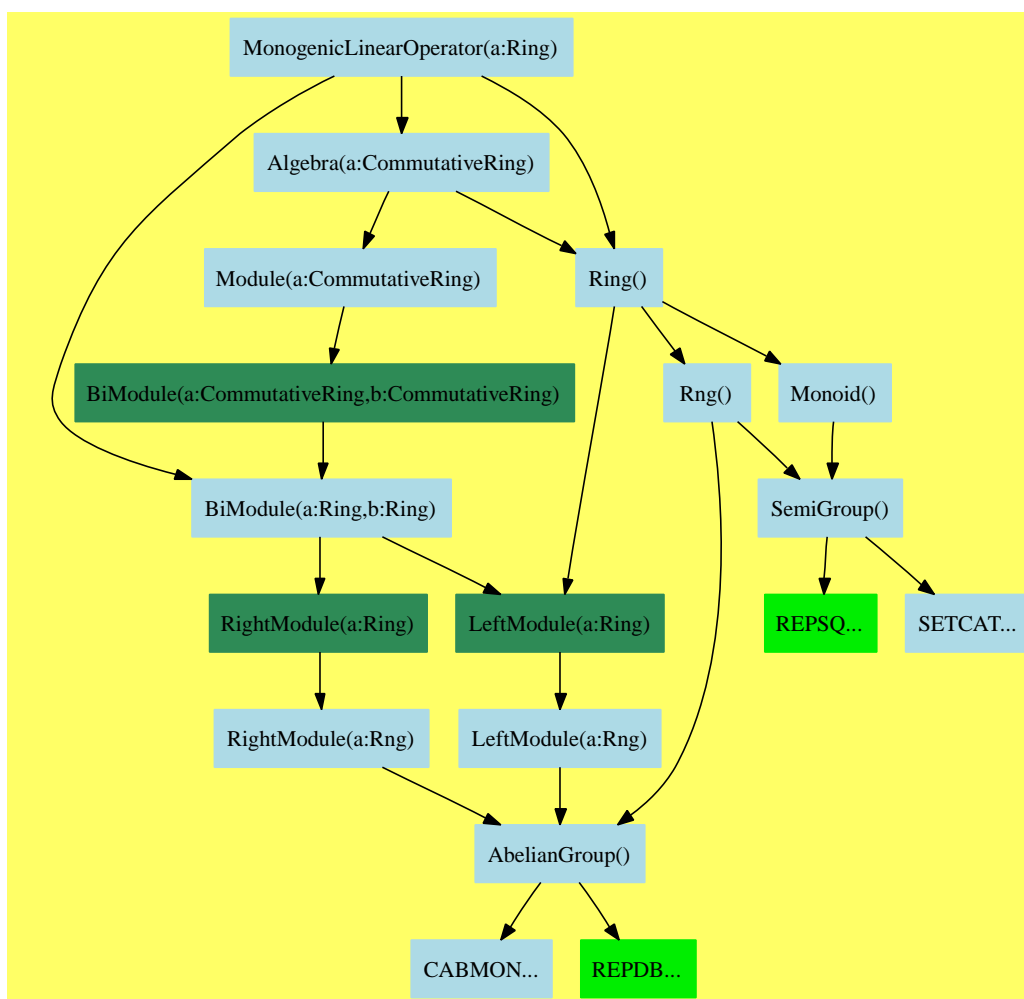 MonogenicLinearOperator(a:Ring)
Algebra(a:CommutativeRing)
Module(a:CommutativeRing)
Ring()
BiModule(a:CommutativeRing,b:CommutativeRing)
Rng()
Monoid()
BiModule(a:Ring,b:Ring)
SemiGroup()
RightModule(a:Ring)
LeftModule(a:Ring)
REPSQ...
SETCAT...
RightModule(a:Rng)
LeftModule(a:Rng)
AbelianGroup()
CABMON...
REPDB...